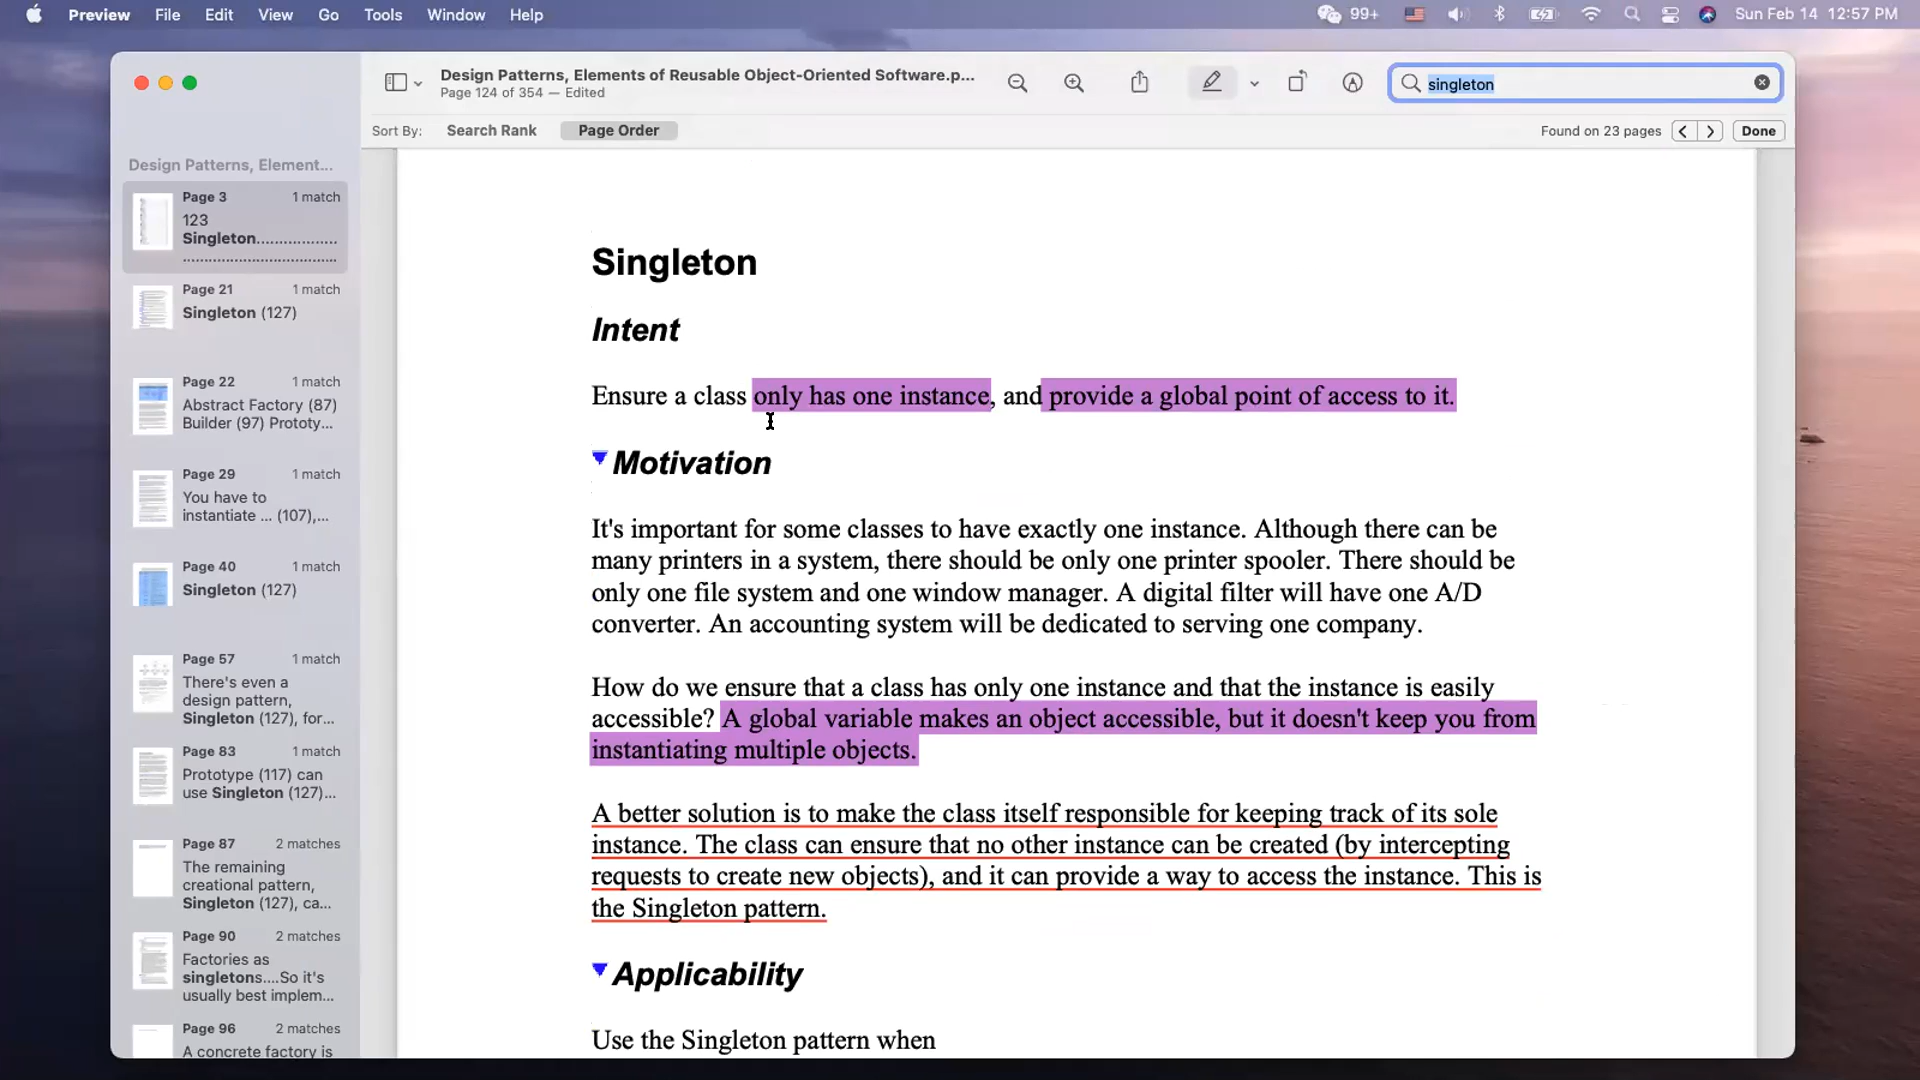 Preview File Edit View Go Tools Window Help 99+ Sun Feb 14 12:57 PM
Design Patterns, Elements of Reusable Object-Oriented Software.p...
Page 124 of 354 — Edited
singleton
Sort By: Search Rank Page Order Found on 23 pages Done
Design Patterns, Element...
Page 3 1 match
123
Singleton..................
..................................
Page 21 1 match
Singleton (127)
Page 22 1 match
Abstract Factory (87)
Builder (97) Prototy...
Page 29 1 match
You have to
instantiate ... (107),...
Page 40 1 match
Singleton (127)
Page 57 1 match
There's even a
design pattern,
Singleton (127), for...
Page 83 1 match
Prototype (117) can
use Singleton (127)...
Page 87 2 matches
The remaining
creational pattern,
Singleton (127), ca...
Page 90 2 matches
Factories as
singletons....So it's
usually best implem...
Page 96 2 matches
A concrete factory is
Singleton
Intent
Ensure a class only has one instance, and provide a global point of access to it.
Motivation
It's important for some classes to have exactly one instance. Although there can be
many printers in a system, there should be only one printer spooler. There should be
only one file system and one window manager. A digital filter will have one A/D
converter. An accounting system will be dedicated to serving one company.
How do we ensure that a class has only one instance and that the instance is easily
accessible? A global variable makes an object accessible, but it doesn't keep you from
instantiating multiple objects.
A better solution is to make the class itself responsible for keeping track of its sole
instance. The class can ensure that no other instance can be created (by intercepting
requests to create new objects), and it can provide a way to access the instance. This is
the Singleton pattern.
Applicability
Use the Singleton pattern when